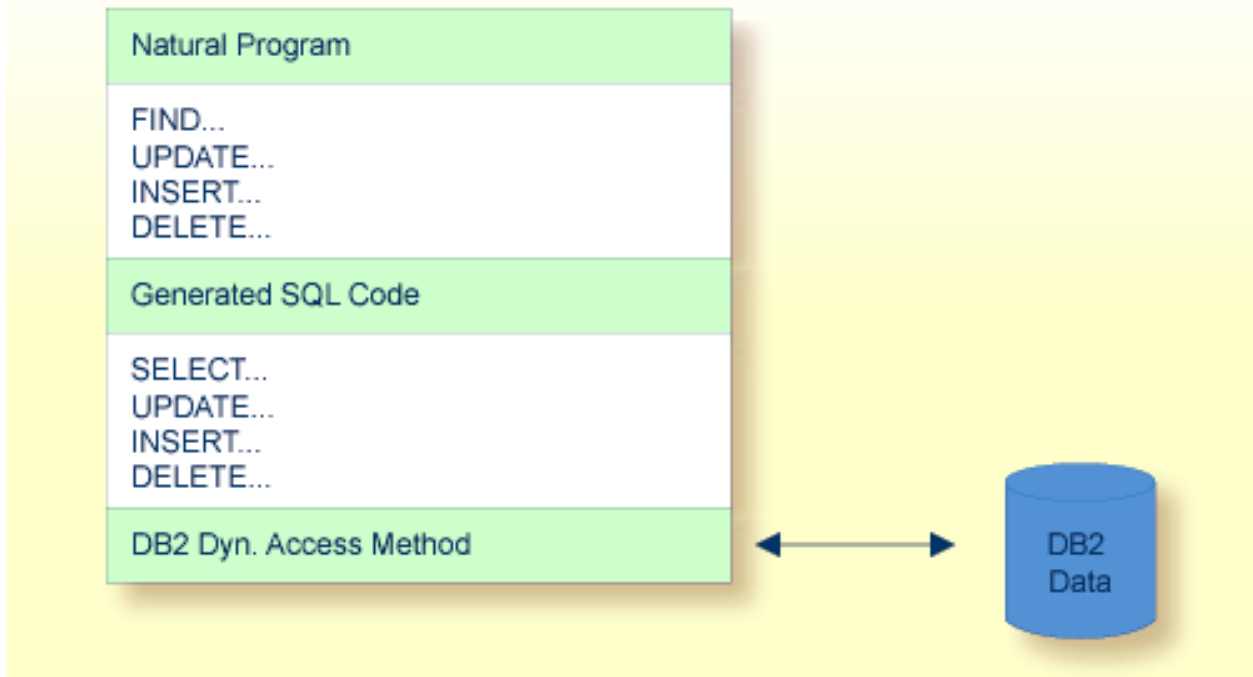 Natural Program
FIND...
UPDATE...
INSERT...
DELETE...
Generated SQL Code
SELECT...
UPDATE...
INSERT...
DELETE...
DB2 Dyn. Access Method
DB2
Data